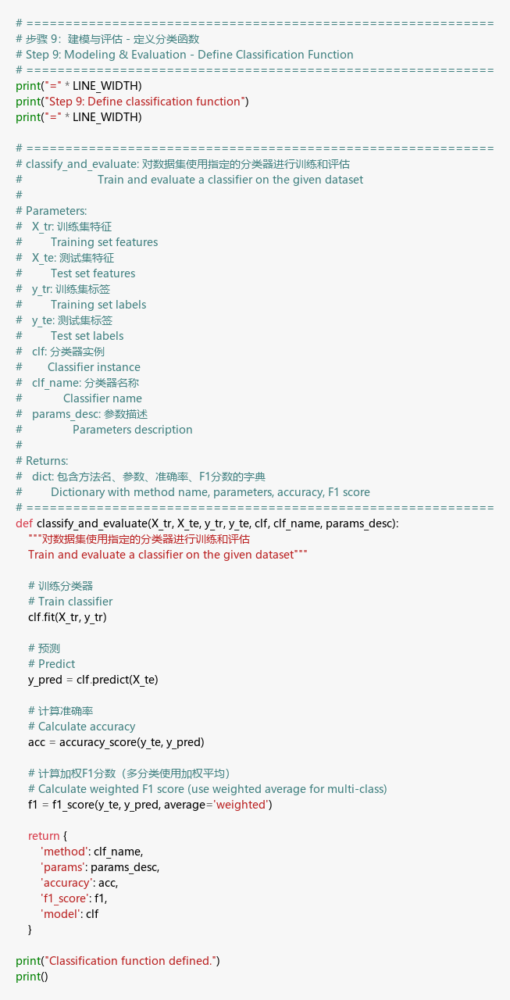 # ============================================================
# 步骤 9：建模与评估 - 定义分类函数
# Step 9: Modeling & Evaluation - Define Classification Function
# ============================================================
print("=" * LINE_WIDTH)
print("Step 9: Define classification function")
print("=" * LINE_WIDTH)

# ============================================================
# classify_and_evaluate: 对数据集使用指定的分类器进行训练和评估
#                        Train and evaluate a classifier on the given dataset
#
# Parameters:
#   X_tr: 训练集特征
#         Training set features
#   X_te: 测试集特征
#         Test set features
#   y_tr: 训练集标签
#         Training set labels
#   y_te: 测试集标签
#         Test set labels
#   clf: 分类器实例
#        Classifier instance
#   clf_name: 分类器名称
#             Classifier name
#   params_desc: 参数描述
#                Parameters description
#
# Returns:
#   dict: 包含方法名、参数、准确率、F1分数的字典
#         Dictionary with method name, parameters, accuracy, F1 score
# ============================================================
def classify_and_evaluate(X_tr, X_te, y_tr, y_te, clf, clf_name, params_desc):
    """对数据集使用指定的分类器进行训练和评估
    Train and evaluate a classifier on the given dataset"""

    # 训练分类器
    # Train classifier
    clf.fit(X_tr, y_tr)

    # 预测
    # Predict
    y_pred = clf.predict(X_te)

    # 计算准确率
    # Calculate accuracy
    acc = accuracy_score(y_te, y_pred)

    # 计算加权F1分数（多分类使用加权平均）
    # Calculate weighted F1 score (use weighted average for multi-class)
    f1 = f1_score(y_te, y_pred, average='weighted')

    return {
        'method': clf_name,
        'params': params_desc,
        'accuracy': acc,
        'f1_score': f1,
        'model': clf
    }

print("Classification function defined.")
print()